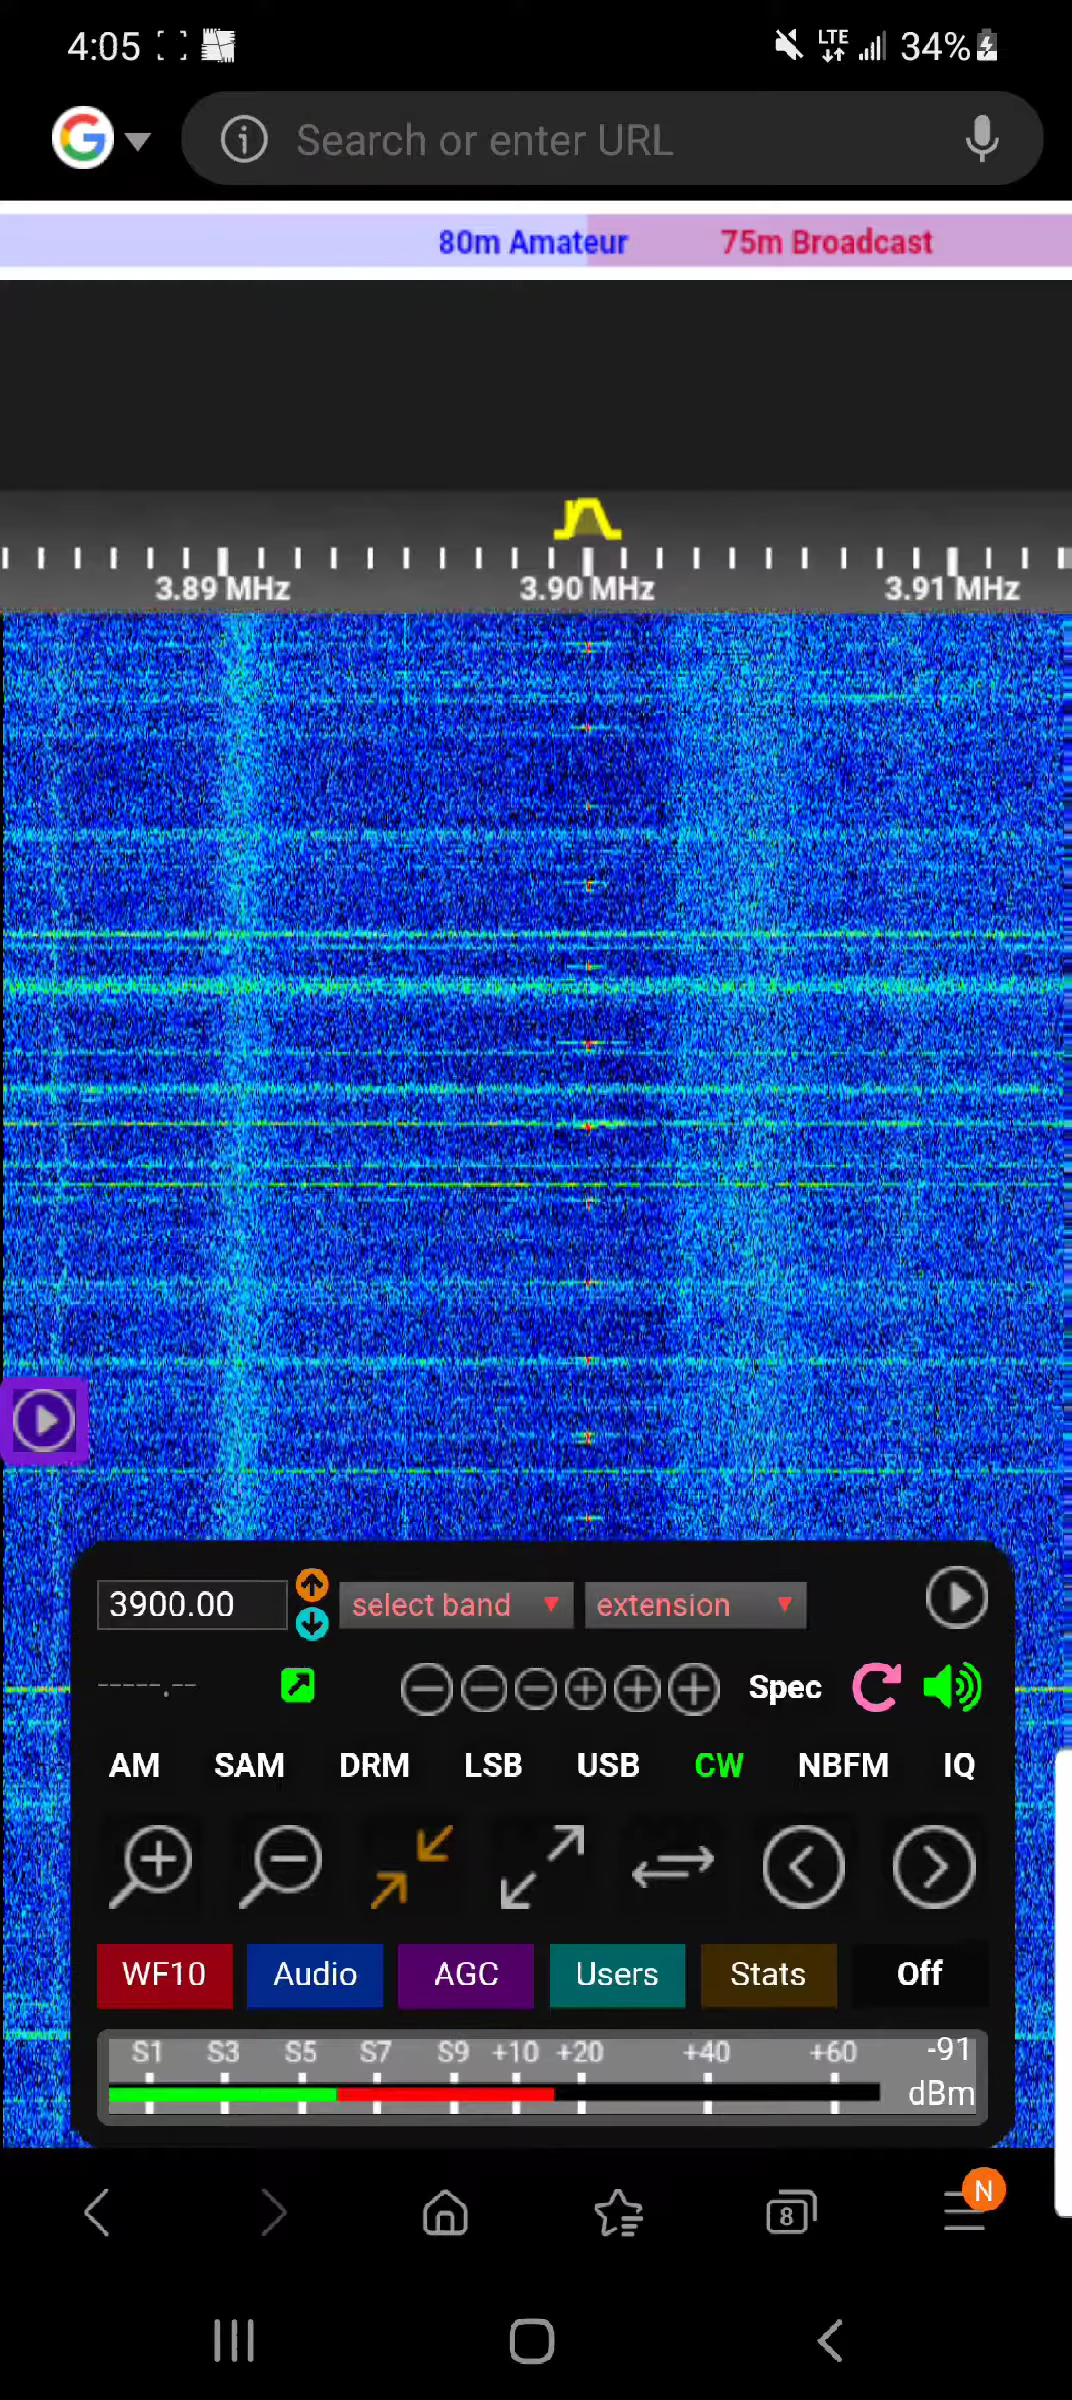 4:05 LTE 34%
Search or enter URL
80m Amateur 75m Broadcast
3.89 MHz 3.90 MHz 3.91 MHz
3900.00 select band extension
-----.-- Spec
AM SAM DRM LSB USB CW NBFM IQ
WF10 Audio AGC Users Stats Off
S1 S3 S5 S7 S9 +10 +20 +40 +60 -91
dBm
8 N